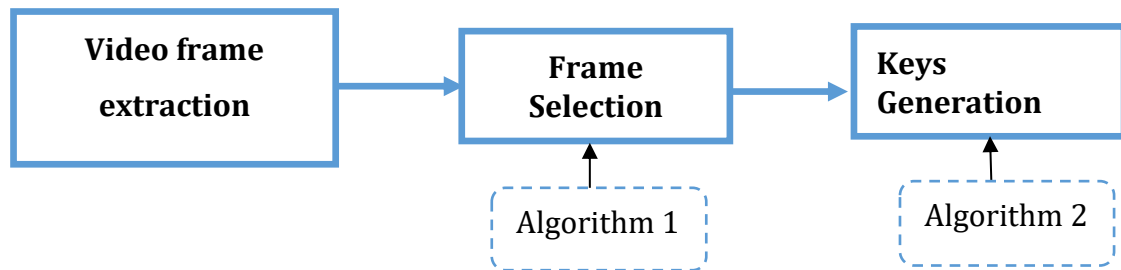 Video frame
extraction
Frame
Selection
Keys
Generation
Algorithm 1
Algorithm 2